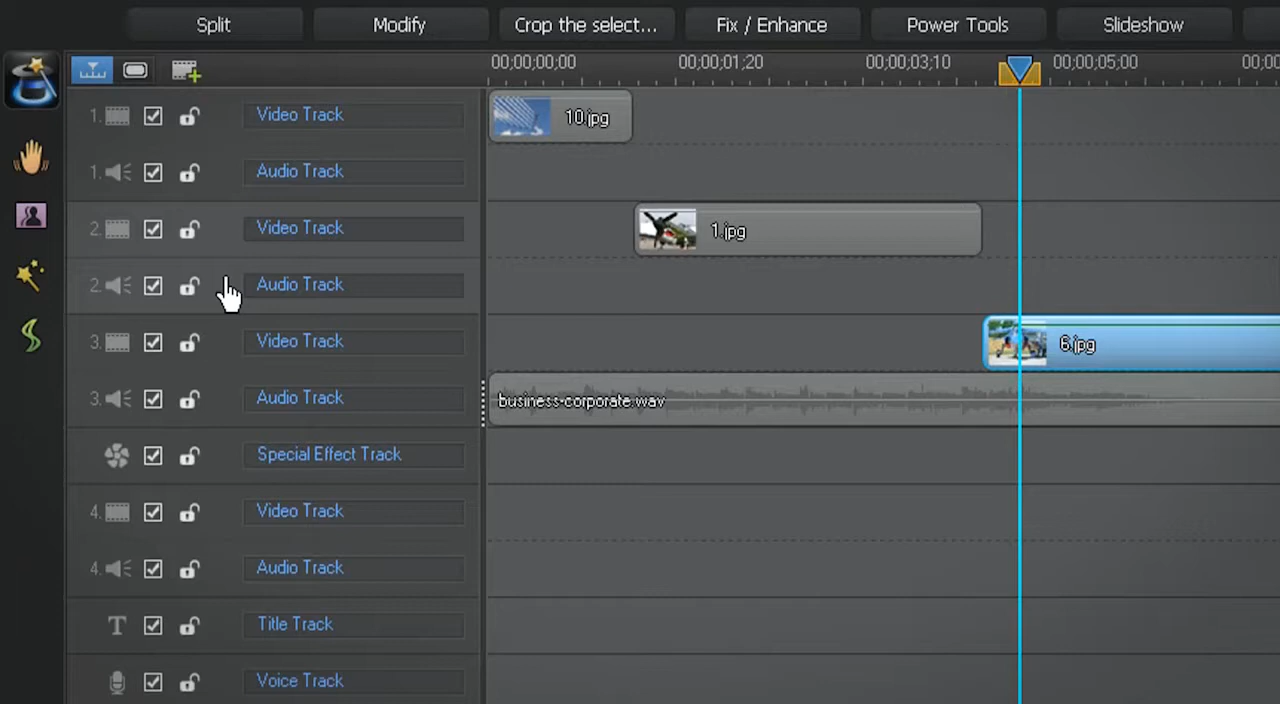 Split Modify Crop the select... Fix / Enhance Power Tools Slideshow
00;00;00;00 00;00;01;20 00;00;03;10 00;00;05;00 00;00
1. Video Track 10.jpg
1. Audio Track
2. Video Track 1.jpg
2. Audio Track
3. Video Track 6.jpg
3. Audio Track business-corporate.wav
Special Effect Track
4. Video Track
4. Audio Track
T Title Track
Voice Track